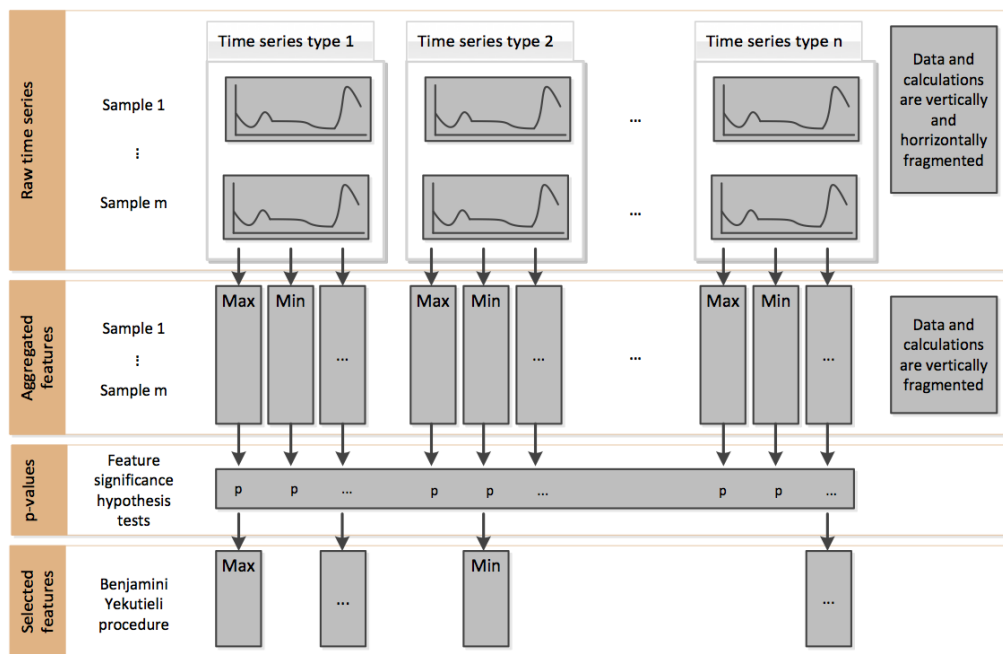 Raw time series
Time series type 1
Time series type 2
Time series type n
Sample 1
⋮
Sample m
...
...
Data and
calculations
are vertically
and
horrizontally
fragmented
Aggregated
features
Sample 1
⋮
Sample m
Max
Min
...
Max
Min
...
...
Max
Min
...
Data and
calculations
are vertically
fragmented
p-values
Feature
significance
hypothesis
tests
p
p
...
p
p
...
p
p
...
Selected
features
Benjamini
Yekutieli
procedure
Max
...
Min
...